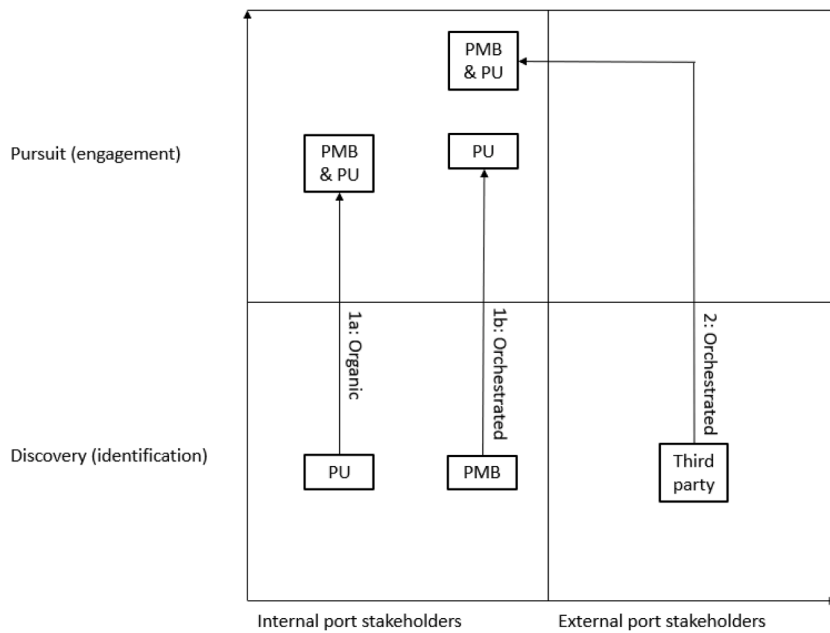 PMB
& PU
Pursuit (engagement)
PMB
& PU
PU
1a: Organic
1b: Orchestrated
2: Orchestrated
Discovery (identification)
PU
PMB
Third
party
Internal port stakeholders
External port stakeholders